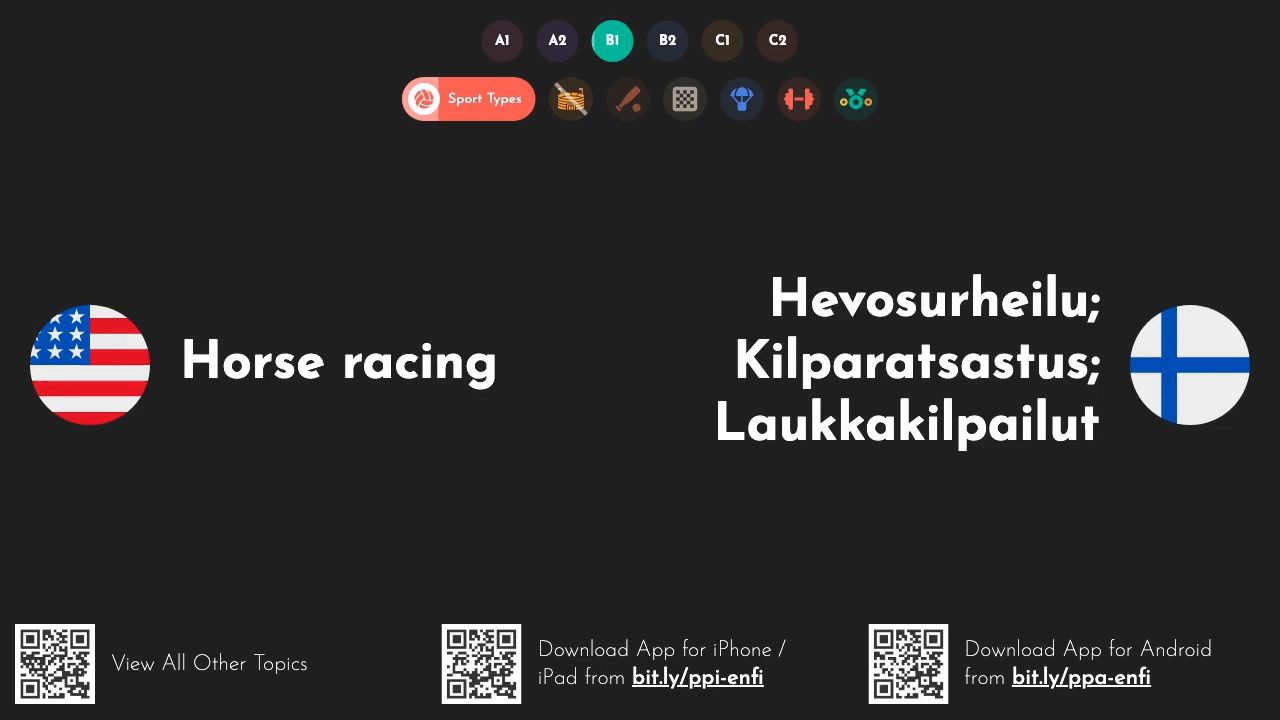 A1 A2 B1 B2 C1 C2
Sport Types
Horse racing
Hevosurheilu;
Kilparatsastus;
Laukkakilpailut
View All Other Topics
Download App for iPhone /
iPad from bit.ly/ppi-enfi
Download App for Android
from bit.ly/ppa-enfi